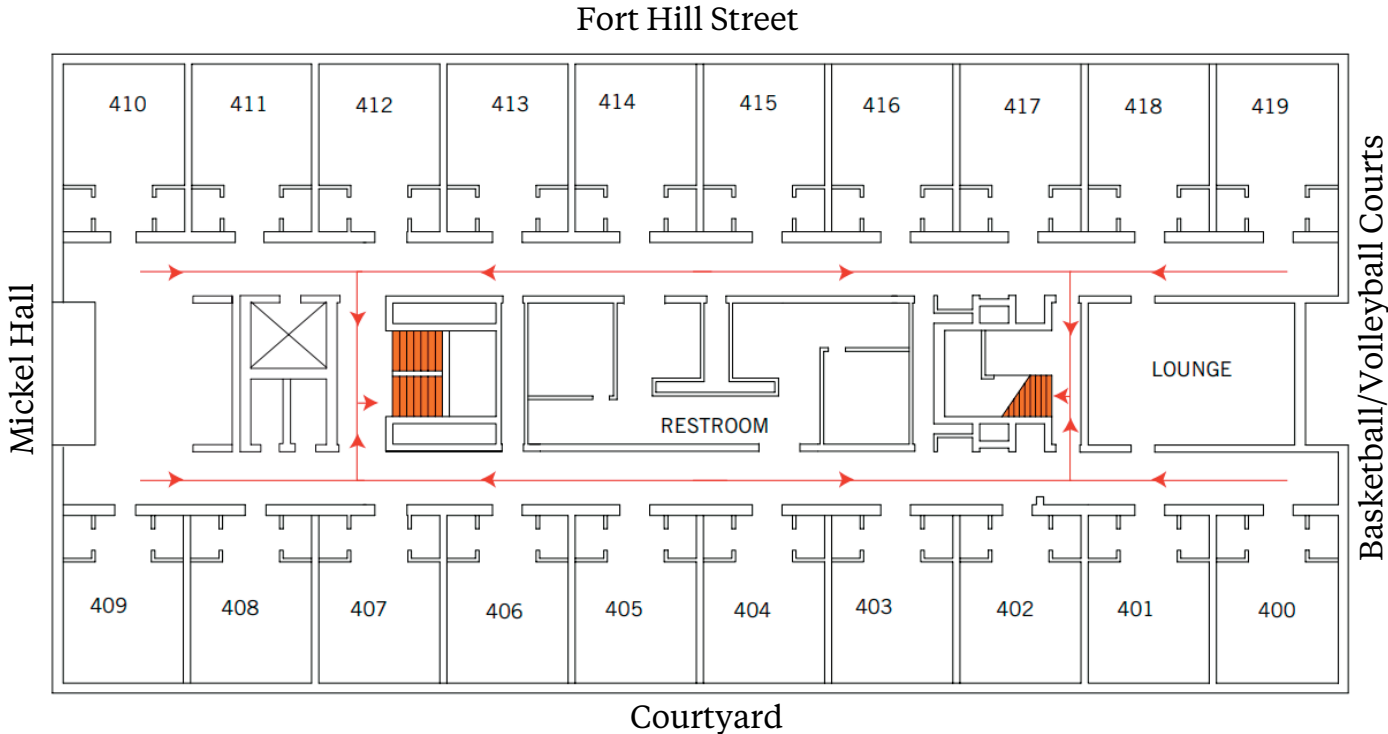 Fort Hill Street
410 411 412 413 414 415 416 417 418 419
Mickel Hall
Basketball/Volleyball Courts
LOUNGE
RESTROOM
409 408 407 406 405 404 403 402 401 400
Courtyard